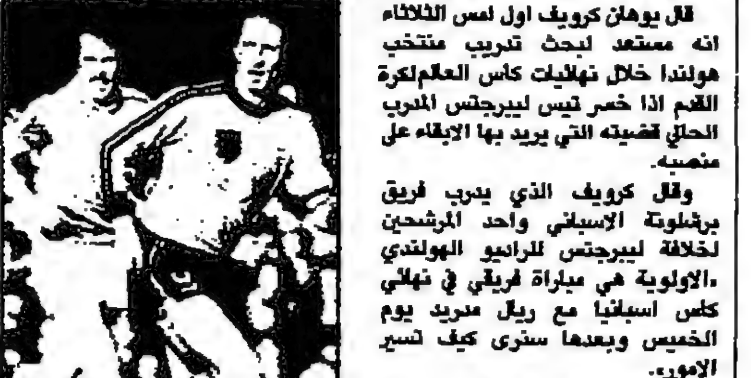 قال يوهان كرويف اول امس الثلاثاء
انه مستعد لبحث تدريب منتخب
هولندا خلال نهائيات كاس العالم لكرة
القدم اذا خسر تيس ليبرجتس المدرب
الحالي قضيته التي يريد بها الابقاء على
منصبه.
وقال كرويف الذي يدرب فريق
برشلونة الاسباني واحد المرشحين
لخلافة ليبرجتس للراديو الهولندي
«الاولوية هي مباراة فريقي في نهائي
كاس اسبانيا مع ريال مدريد يوم
الخميس وبعدها سنرى كيف تسير
الامور».